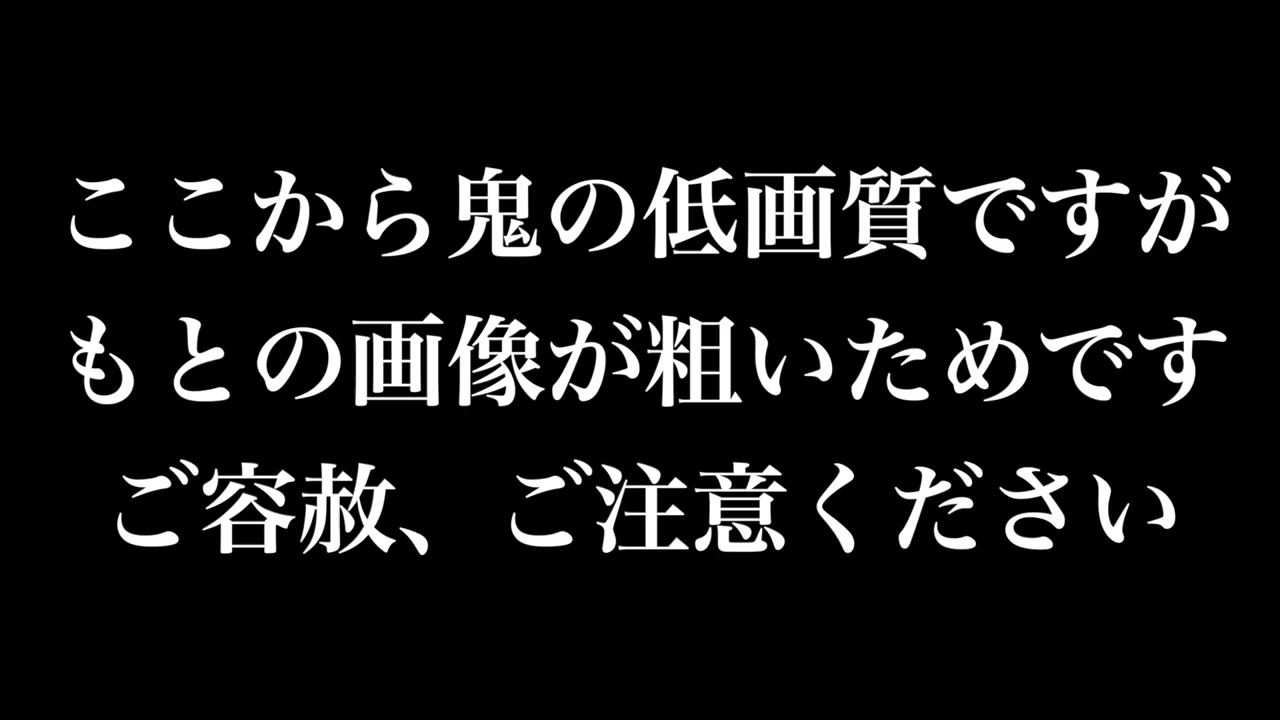 ここから鬼の低画質ですが
もとの画像が粗いためです
ご容赦、ご注意ください